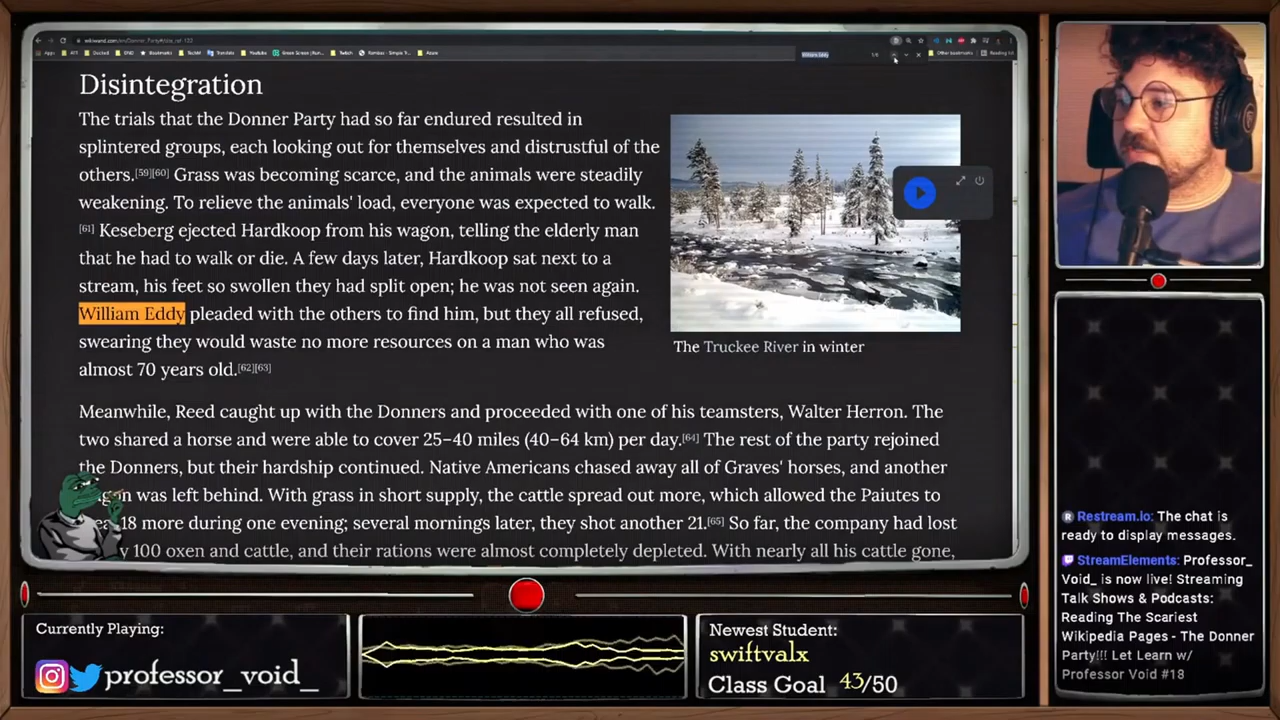 wikiwand.com/en/Donner_Party#cite_ref-122
William Eddy
1/6
Other bookmarks
Reading list
Disintegration
The trials that the Donner Party had so far endured resulted in
splintered groups, each looking out for themselves and distrustful of the
others.[59][60] Grass was becoming scarce, and the animals were steadily
weakening. To relieve the animals' load, everyone was expected to walk.
[61] Keseberg ejected Hardkoop from his wagon, telling the elderly man
that he had to walk or die. A few days later, Hardkoop sat next to a
stream, his feet so swollen they had split open; he was not seen again.
William Eddy pleaded with the others to find him, but they all refused,
swearing they would waste no more resources on a man who was
almost 70 years old.[62][63]
The Truckee River in winter
Meanwhile, Reed caught up with the Donners and proceeded with one of his teamsters, Walter Herron. The
two shared a horse and were able to cover 25–40 miles (40–64 km) per day.[64] The rest of the party rejoined
the Donners, but their hardship continued. Native Americans chased away all of Graves' horses, and another
was left behind. With grass in short supply, the cattle spread out more, which allowed the Paiutes to
18 more during one evening; several mornings later, they shot another 21.[65] So far, the company had lost
100 oxen and cattle, and their rations were almost completely depleted. With nearly all his cattle gone,
Restream.io: The chat is
ready to display messages.
StreamElements: Professor_
Void_ is now live! Streaming
Talk Shows & Podcasts:
Reading The Scariest
Wikipedia Pages - The Donner
Party!!! Let Learn w/
Professor Void #18
Currently Playing:
professor_void_
Newest Student:
swiftvalx
Class Goal 43/50